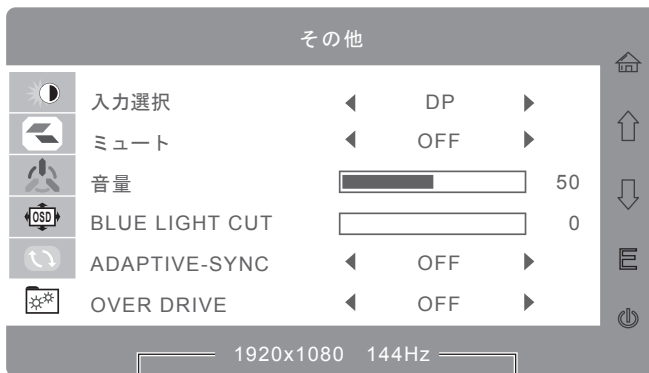 その他
入力選択 DP
ミュート OFF
音量 50
OSD BLUE LIGHT CUT 0
ADAPTIVE-SYNC OFF
OVER DRIVE OFF
E
1920x1080 144Hz